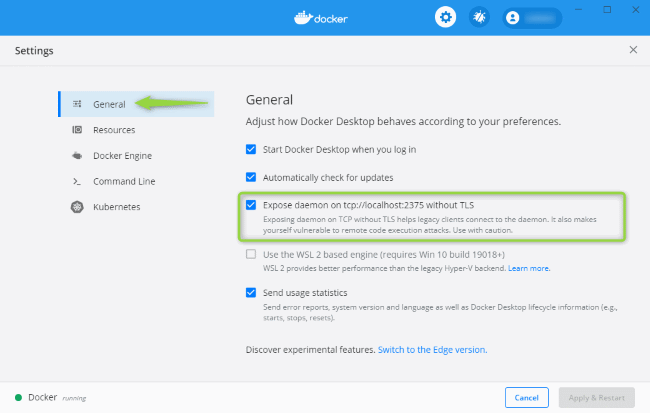 docker
Settings
General
Resources
Docker Engine
Command Line
Kubernetes
General
Adjust how Docker Desktop behaves according to your preferences.
Start Docker Desktop when you log in
Automatically check for updates
Expose daemon on tcp://localhost:2375 without TLS
Exposing daemon on TCP without TLS helps legacy clients connect to the daemon. It also makes
yourself vulnerable to remote code execution attacks. Use with caution.
Use the WSL 2 based engine (requires Win 10 build 19018+)
WSL 2 provides better performance than the legacy Hyper-V backend. Learn more.
Send usage statistics
Send error reports, system version and language as well as Docker Desktop lifecycle information (e.g.,
starts, stops, resets).
Discover experimental features. Switch to the Edge version.
Docker running
Cancel
Apply & Restart